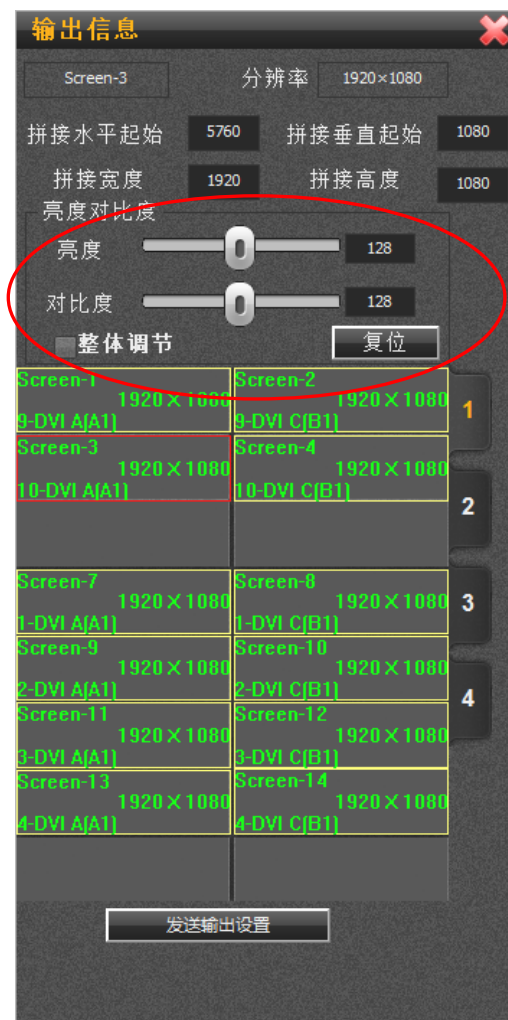 输出信息
Screen-3 分辨率 1920×1080
拼接水平起始 5760 拼接垂直起始 1080
拼接宽度 1920 拼接高度 1080
亮度对比度
亮度 128
对比度 128
整体调节 复位
Screen-1 Screen-2
1920×1080 1920×1080
9-DVI A[A1] 9-DVI C[B1]
1
Screen-3 Screen-4
1920×1080 1920×1080
10-DVI A[A1] 10-DVI C[B1]
2
Screen-7 Screen-8
1920×1080 1920×1080
1-DVI A[A1] 1-DVI C[B1]
3
Screen-9 Screen-10
1920×1080 1920×1080
2-DVI A[A1] 2-DVI C[B1]
4
Screen-11 Screen-12
1920×1080 1920×1080
3-DVI A[A1] 3-DVI C[B1]
Screen-13 Screen-14
1920×1080 1920×1080
4-DVI A[A1] 4-DVI C[B1]
发送输出设置